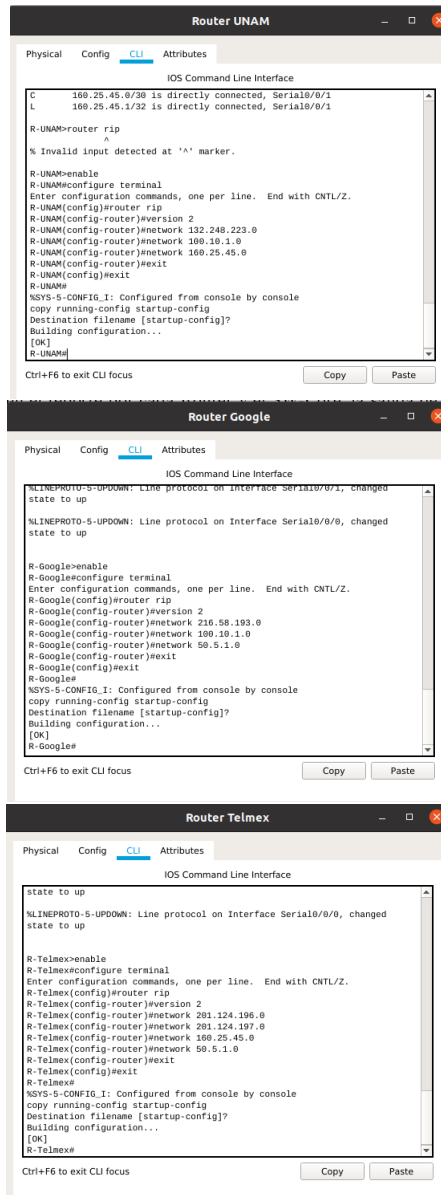 Router UNAM
Physical Config CLI Attributes
IOS Command Line Interface
C 160.25.45.0/30 is directly connected, Serial0/0/1
L 160.25.45.1/32 is directly connected, Serial0/0/1
R-UNAM>router rip
^
% Invalid input detected at '^' marker.
R-UNAM>enable
R-UNAM#configure terminal
Enter configuration commands, one per line. End with CNTL/Z.
R-UNAM(config)#router rip
R-UNAM(config-router)#version 2
R-UNAM(config-router)#network 132.248.223.0
R-UNAM(config-router)#network 100.10.1.0
R-UNAM(config-router)#network 160.25.45.0
R-UNAM(config-router)#exit
R-UNAM(config)#exit
R-UNAM#
%SYS-5-CONFIG_I: Configured from console by console
copy running-config startup-config
Destination filename [startup-config]?
Building configuration...
[OK]
R-UNAM#
Ctrl+F6 to exit CLI focus
Copy Paste
Router Google
Physical Config CLI Attributes
IOS Command Line Interface
%LINEPROTO-5-UPDOWN: Line protocol on Interface Serial0/0/1, changed
state to up
%LINEPROTO-5-UPDOWN: Line protocol on Interface Serial0/0/0, changed
state to up
R-Google>enable
R-Google#configure terminal
Enter configuration commands, one per line. End with CNTL/Z.
R-Google(config)#router rip
R-Google(config-router)#version 2
R-Google(config-router)#network 216.58.193.0
R-Google(config-router)#network 100.10.1.0
R-Google(config-router)#network 50.5.1.0
R-Google(config-router)#exit
R-Google(config)#exit
R-Google#
%SYS-5-CONFIG_I: Configured from console by console
copy running-config startup-config
Destination filename [startup-config]?
Building configuration...
[OK]
R-Google#
Ctrl+F6 to exit CLI focus
Copy Paste
Router Telmex
Physical Config CLI Attributes
IOS Command Line Interface
state to up
%LINEPROTO-5-UPDOWN: Line protocol on Interface Serial0/0/0, changed
state to up
R-Telmex>enable
R-Telmex#configure terminal
Enter configuration commands, one per line. End with CNTL/Z.
R-Telmex(config)#router rip
R-Telmex(config-router)#version 2
R-Telmex(config-router)#network 201.124.196.0
R-Telmex(config-router)#network 201.124.197.0
R-Telmex(config-router)#network 160.25.45.0
R-Telmex(config-router)#network 50.5.1.0
R-Telmex(config-router)#exit
R-Telmex(config)#exit
R-Telmex#
%SYS-5-CONFIG_I: Configured from console by console
copy running-config startup-config
Destination filename [startup-config]?
Building configuration...
[OK]
R-Telmex#
Ctrl+F6 to exit CLI focus
Copy Paste